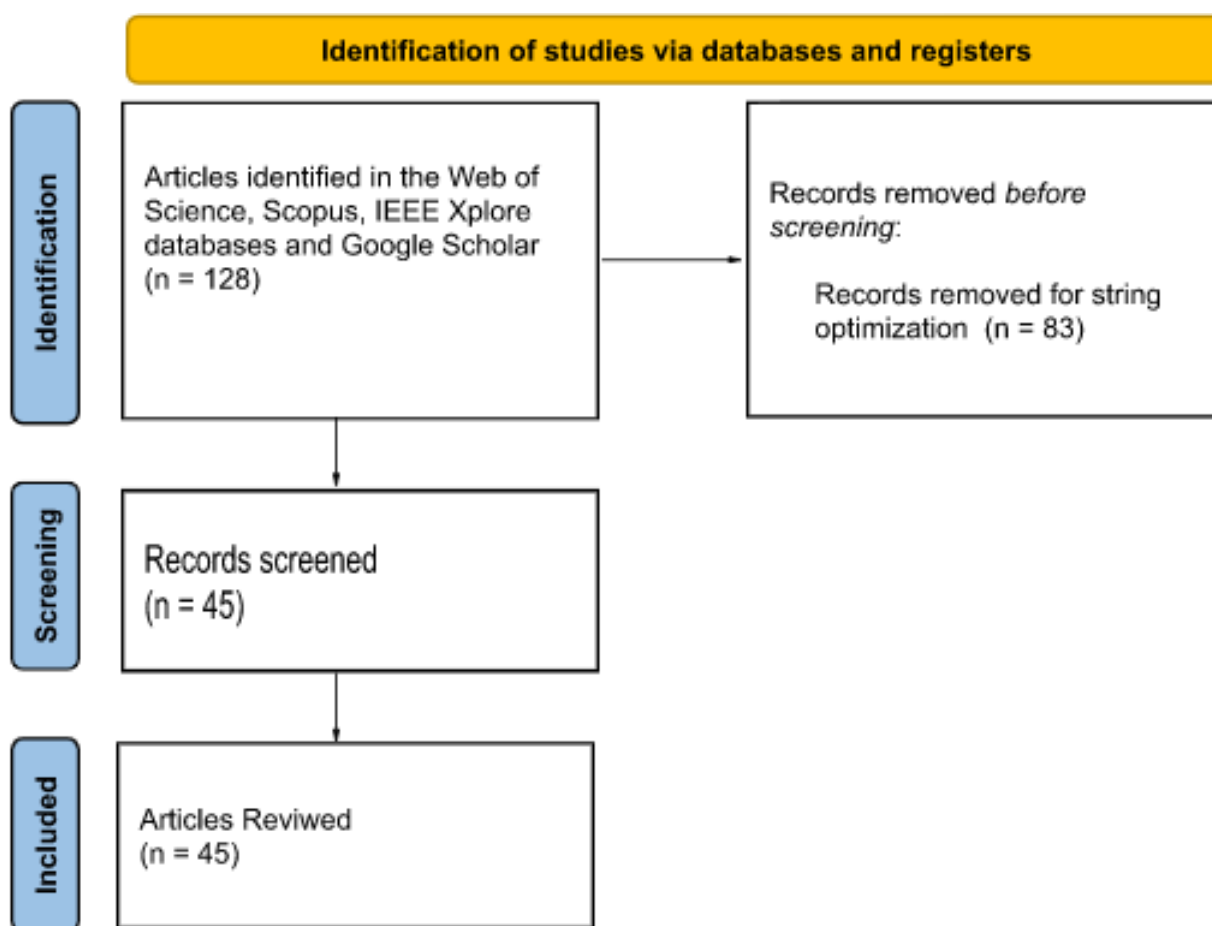 Identification of studies via databases and registers
Identification
Articles identified in the Web of
Science, Scopus, IEEE Xplore
databases and Google Scholar
(n = 128)
Records removed before
screening:
Records removed for string
optimization (n = 83)
Screening
Records screened
(n = 45)
Included
Articles Reviwed
(n = 45)